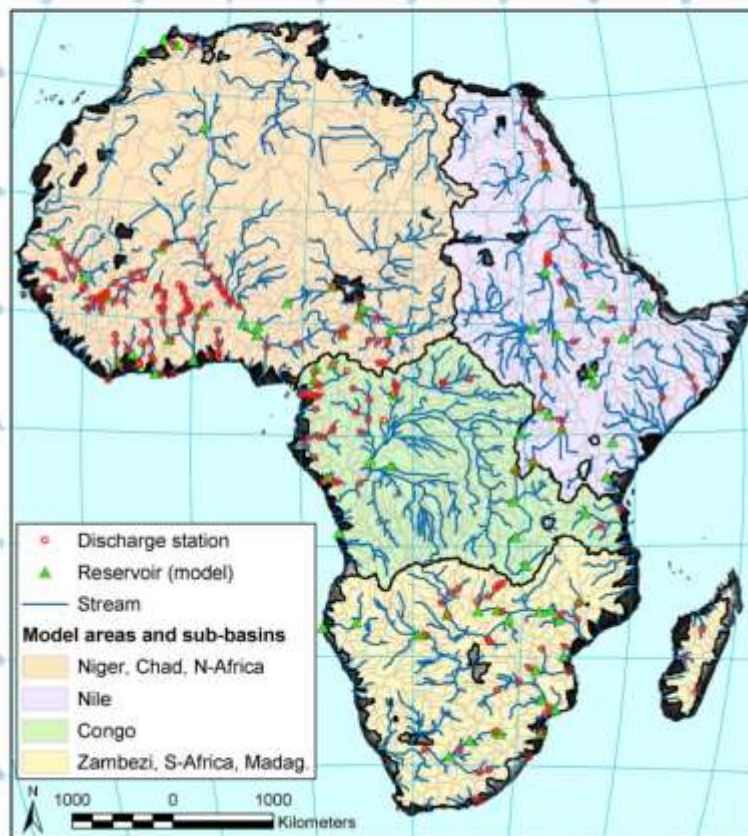 Discharge station
Reservoir (model)
Stream
Model areas and sub-basins
Niger, Chad, N-Africa
Nile
Congo
Zambezi, S-Africa, Madag.
N
1000 0 1000
Kilometers